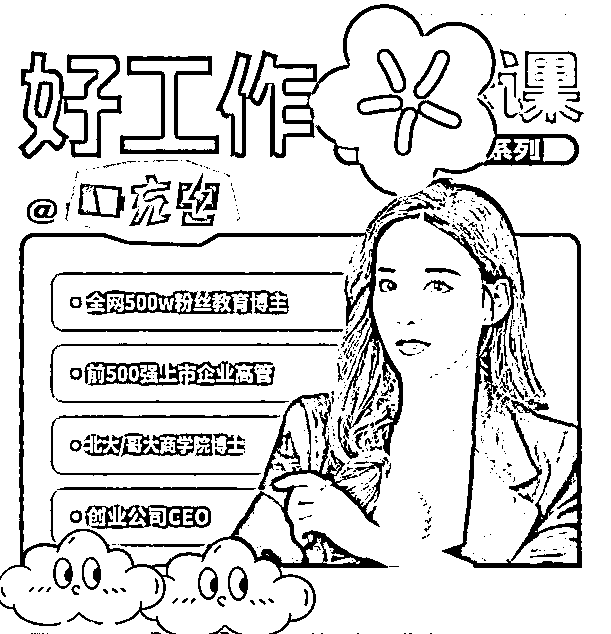 好工作 课
系列
@
全网500w粉丝教育博主
前500强上市企业高管
北大/哥大商学院博士
创业公司CEO